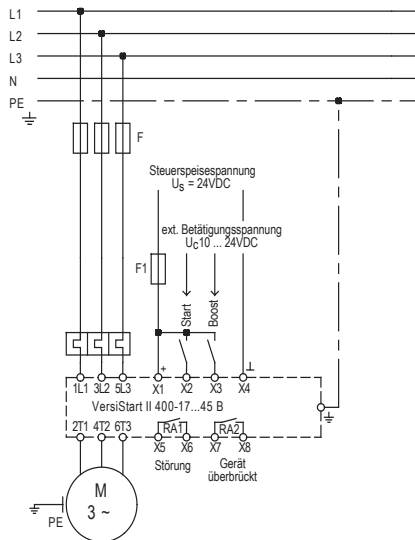 L1
L2
L3
N
PE
F
Steuerspeisespannung
US = 24VDC
ext. Betätigungsspannung
UC10 ... 24VDC
F1
Start
Boost
+
1L1 3L2 5L3 X1 X2 X3 X4
VersiStart II 400-17...45 B
2T1 4T2 6T3 RA1 RA2
X5 X6 X7 X8
Störung Gerät
überbrückt
M
3 ~
PE